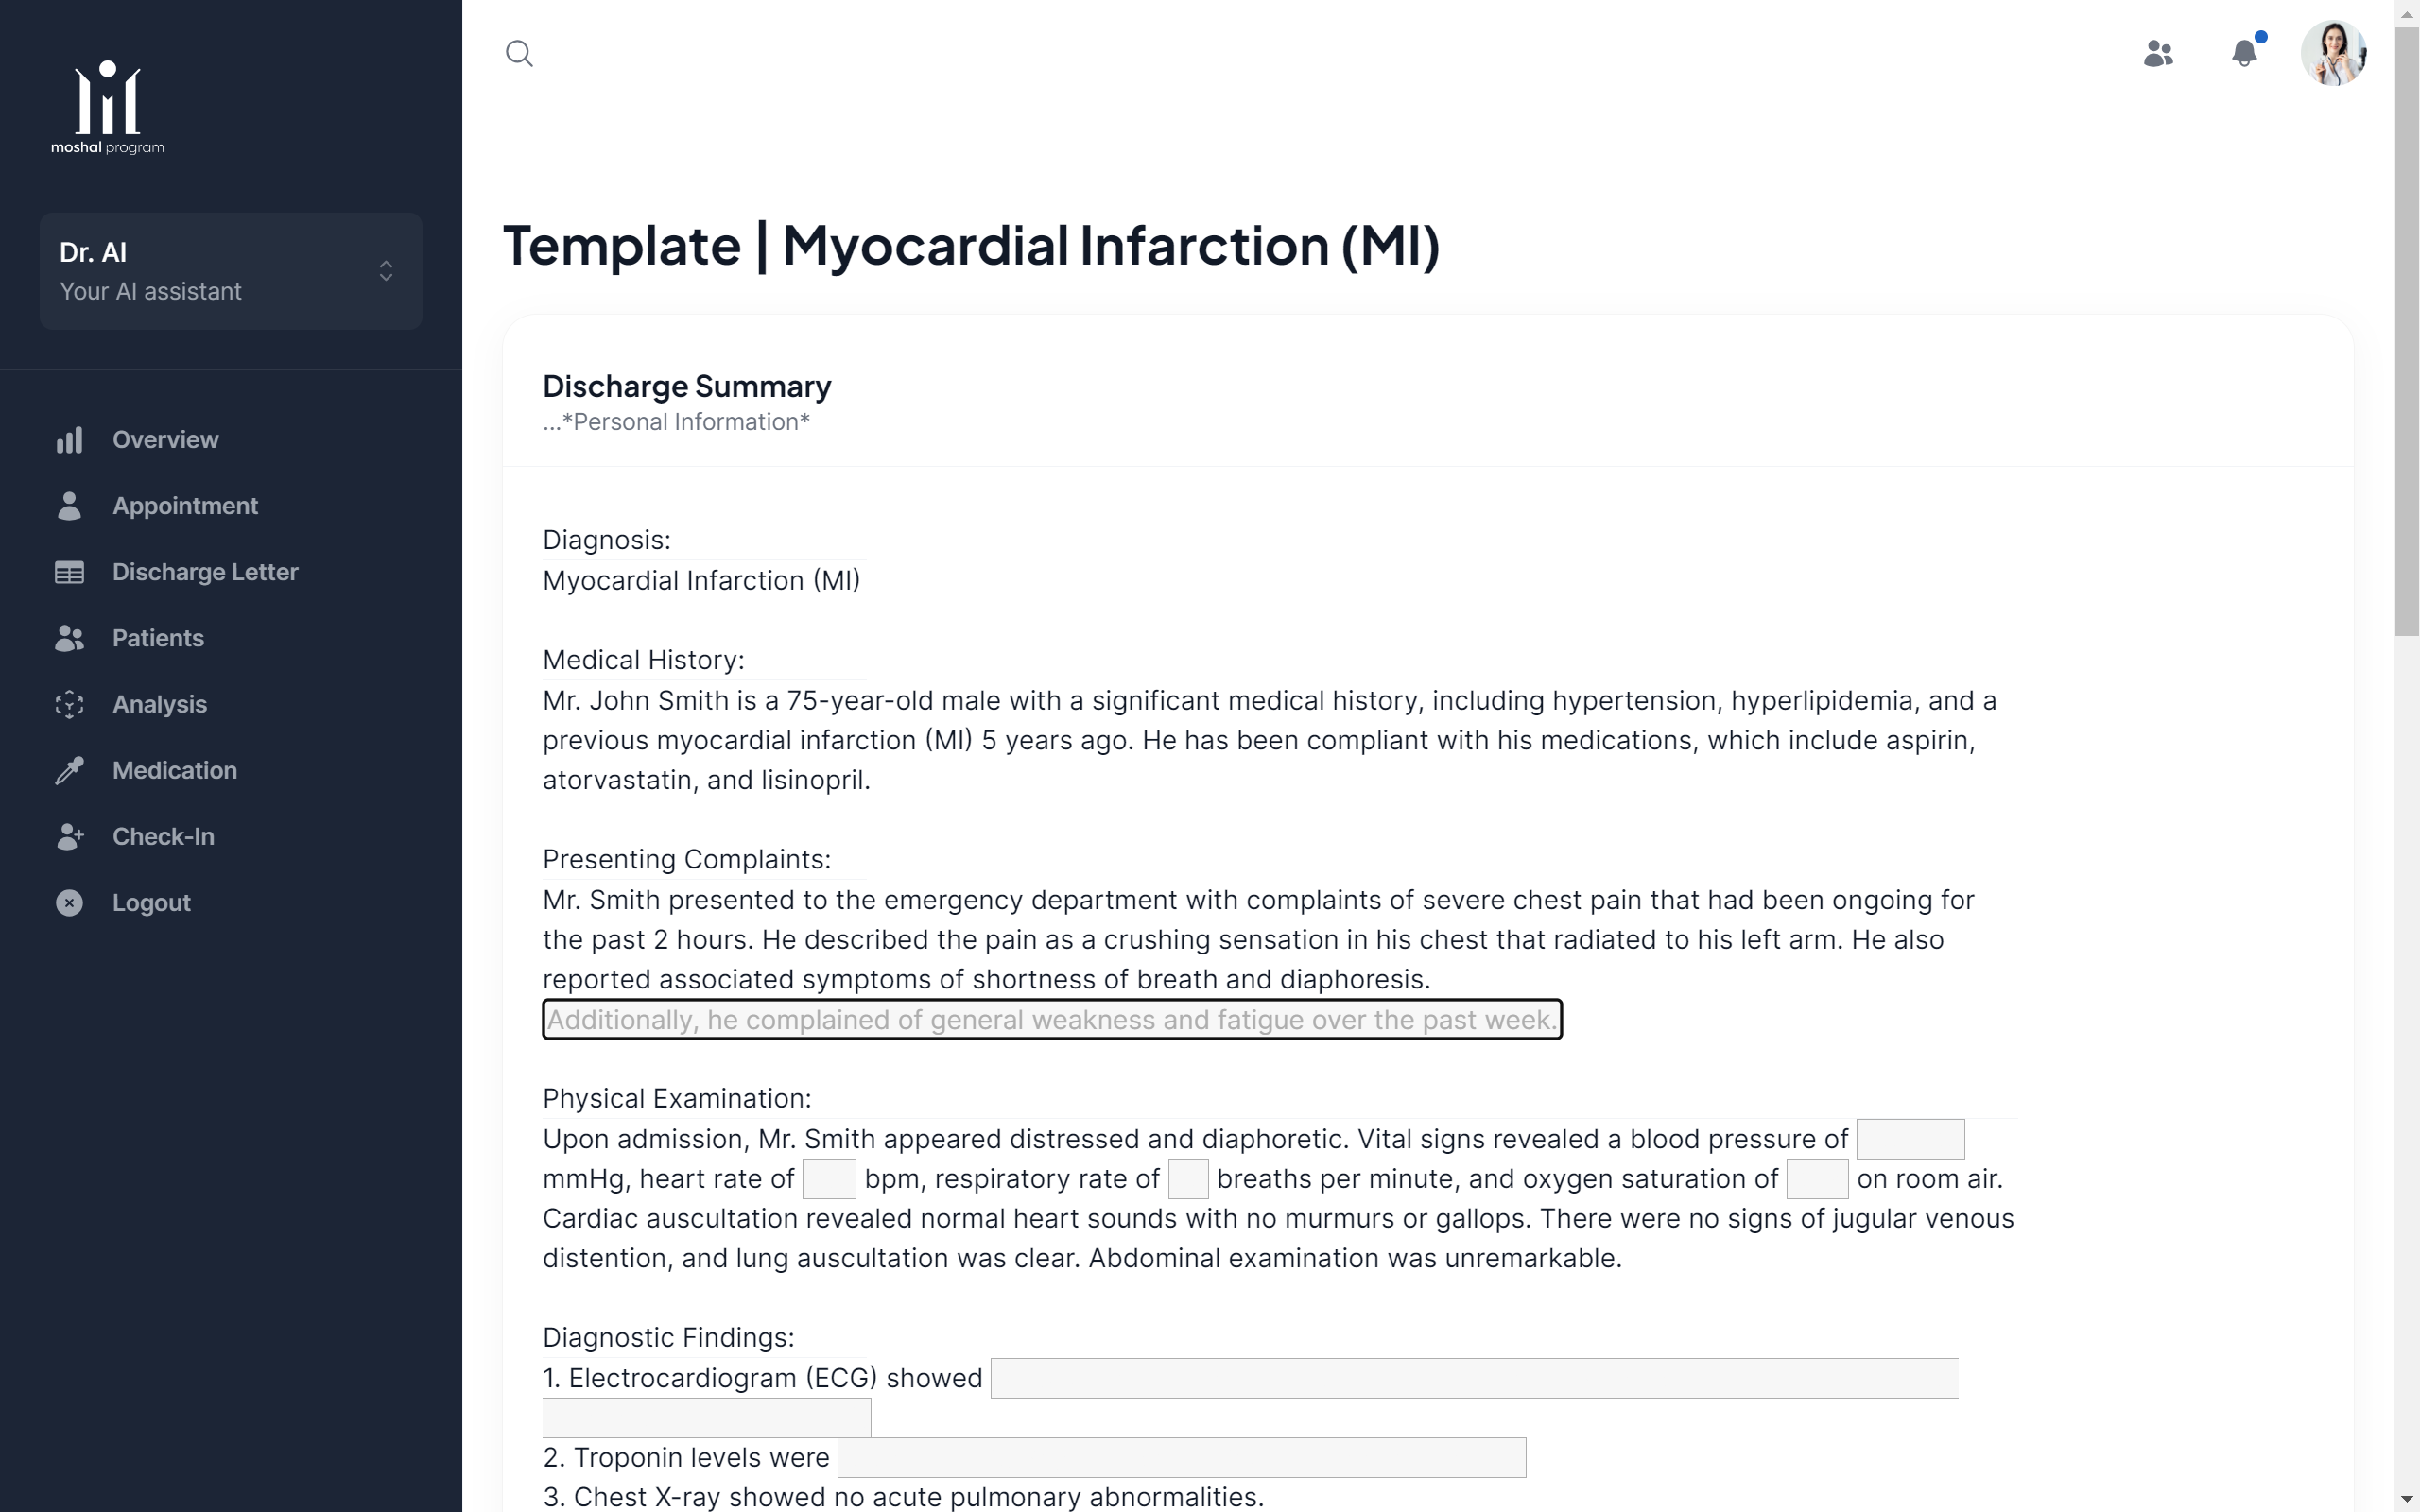 moshal program
Dr. AI
Your AI assistant
Overview
Appointment
Discharge Letter
Patients
Analysis
Medication
Check-In
Logout
Template | Myocardial Infarction (MI)
Discharge Summary
...*Personal Information*
Diagnosis:
Myocardial Infarction (MI)
Medical History:
Mr. John Smith is a 75-year-old male with a significant medical history, including hypertension, hyperlipidemia, and a
previous myocardial infarction (MI) 5 years ago. He has been compliant with his medications, which include aspirin,
atorvastatin, and lisinopril.
Presenting Complaints:
Mr. Smith presented to the emergency department with complaints of severe chest pain that had been ongoing for
the past 2 hours. He described the pain as a crushing sensation in his chest that radiated to his left arm. He also
reported associated symptoms of shortness of breath and diaphoresis.
Additionally, he complained of general weakness and fatigue over the past week.
Physical Examination:
Upon admission, Mr. Smith appeared distressed and diaphoretic. Vital signs revealed a blood pressure of
mmHg, heart rate of bpm, respiratory rate of breaths per minute, and oxygen saturation of on room air.
Cardiac auscultation revealed normal heart sounds with no murmurs or gallops. There were no signs of jugular venous
distention, and lung auscultation was clear. Abdominal examination was unremarkable.
Diagnostic Findings:
1. Electrocardiogram (ECG) showed
2. Troponin levels were
3. Chest X-ray showed no acute pulmonary abnormalities.